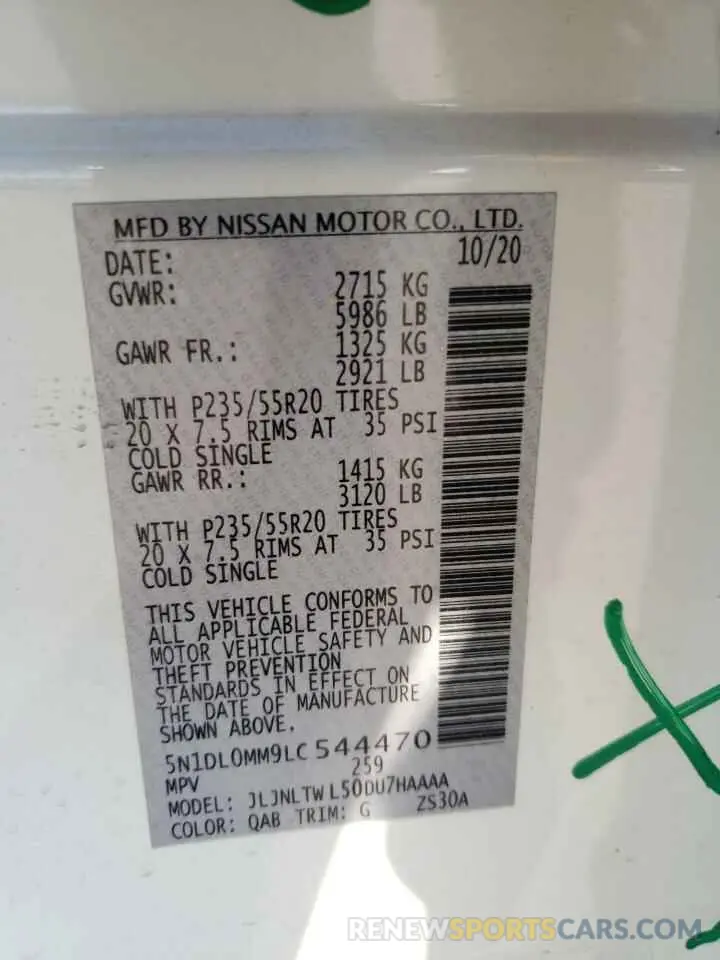 MFD BY NISSAN MOTOR CO., LTD.
DATE: 10/20
GVWR: 2715 KG
5986 LB
GAWR FR.: 1325 KG
2921 LB
WITH P235/55R20 TIRES
20 X 7.5 RIMS AT 35 PSI
COLD SINGLE
GAWR RR.: 1415 KG
3120 LB
WITH P235/55R20 TIRES
20 X 7.5 RIMS AT 35 PSI
COLD SINGLE
THIS VEHICLE CONFORMS TO
ALL APPLICABLE FEDERAL
MOTOR VEHICLE SAFETY AND
THEFT PREVENTION
STANDARDS IN EFFECT ON
THE DATE OF MANUFACTURE
SHOWN ABOVE.
5N1DL0MM9LC544470
MPV 259
MODEL: JLJNLTWL50DU7HAAAA
COLOR: QAB TRIM: G ZS30A
RENEWSPORTSCARS.COM